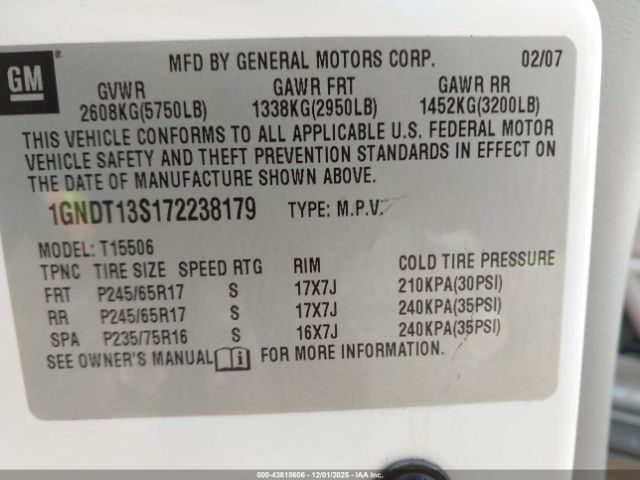 GM®
MFD BY GENERAL MOTORS CORP. 02/07
GVWR GAWR FRT GAWR RR
2608KG(5750LB) 1338KG(2950LB) 1452KG(3200LB)
THIS VEHICLE CONFORMS TO ALL APPLICABLE U.S. FEDERAL MOTOR
VEHICLE SAFETY AND THEFT PREVENTION STANDARDS IN EFFECT ON
THE DATE OF MANUFACTURE SHOWN ABOVE.
1GNDT13S172238179 TYPE: M.P.V.
MODEL: T15506
TPNC TIRE SIZE SPEED RTG RIM COLD TIRE PRESSURE
FRT P245/65R17 S 17X7J 210KPA(30PSI)
RR P245/65R17 S 17X7J 240KPA(35PSI)
SPA P235/75R16 S 16X7J 240KPA(35PSI)
SEE OWNER'S MANUAL FOR MORE INFORMATION.
000-43818606 - 12/01/2025 - IAA Inc.